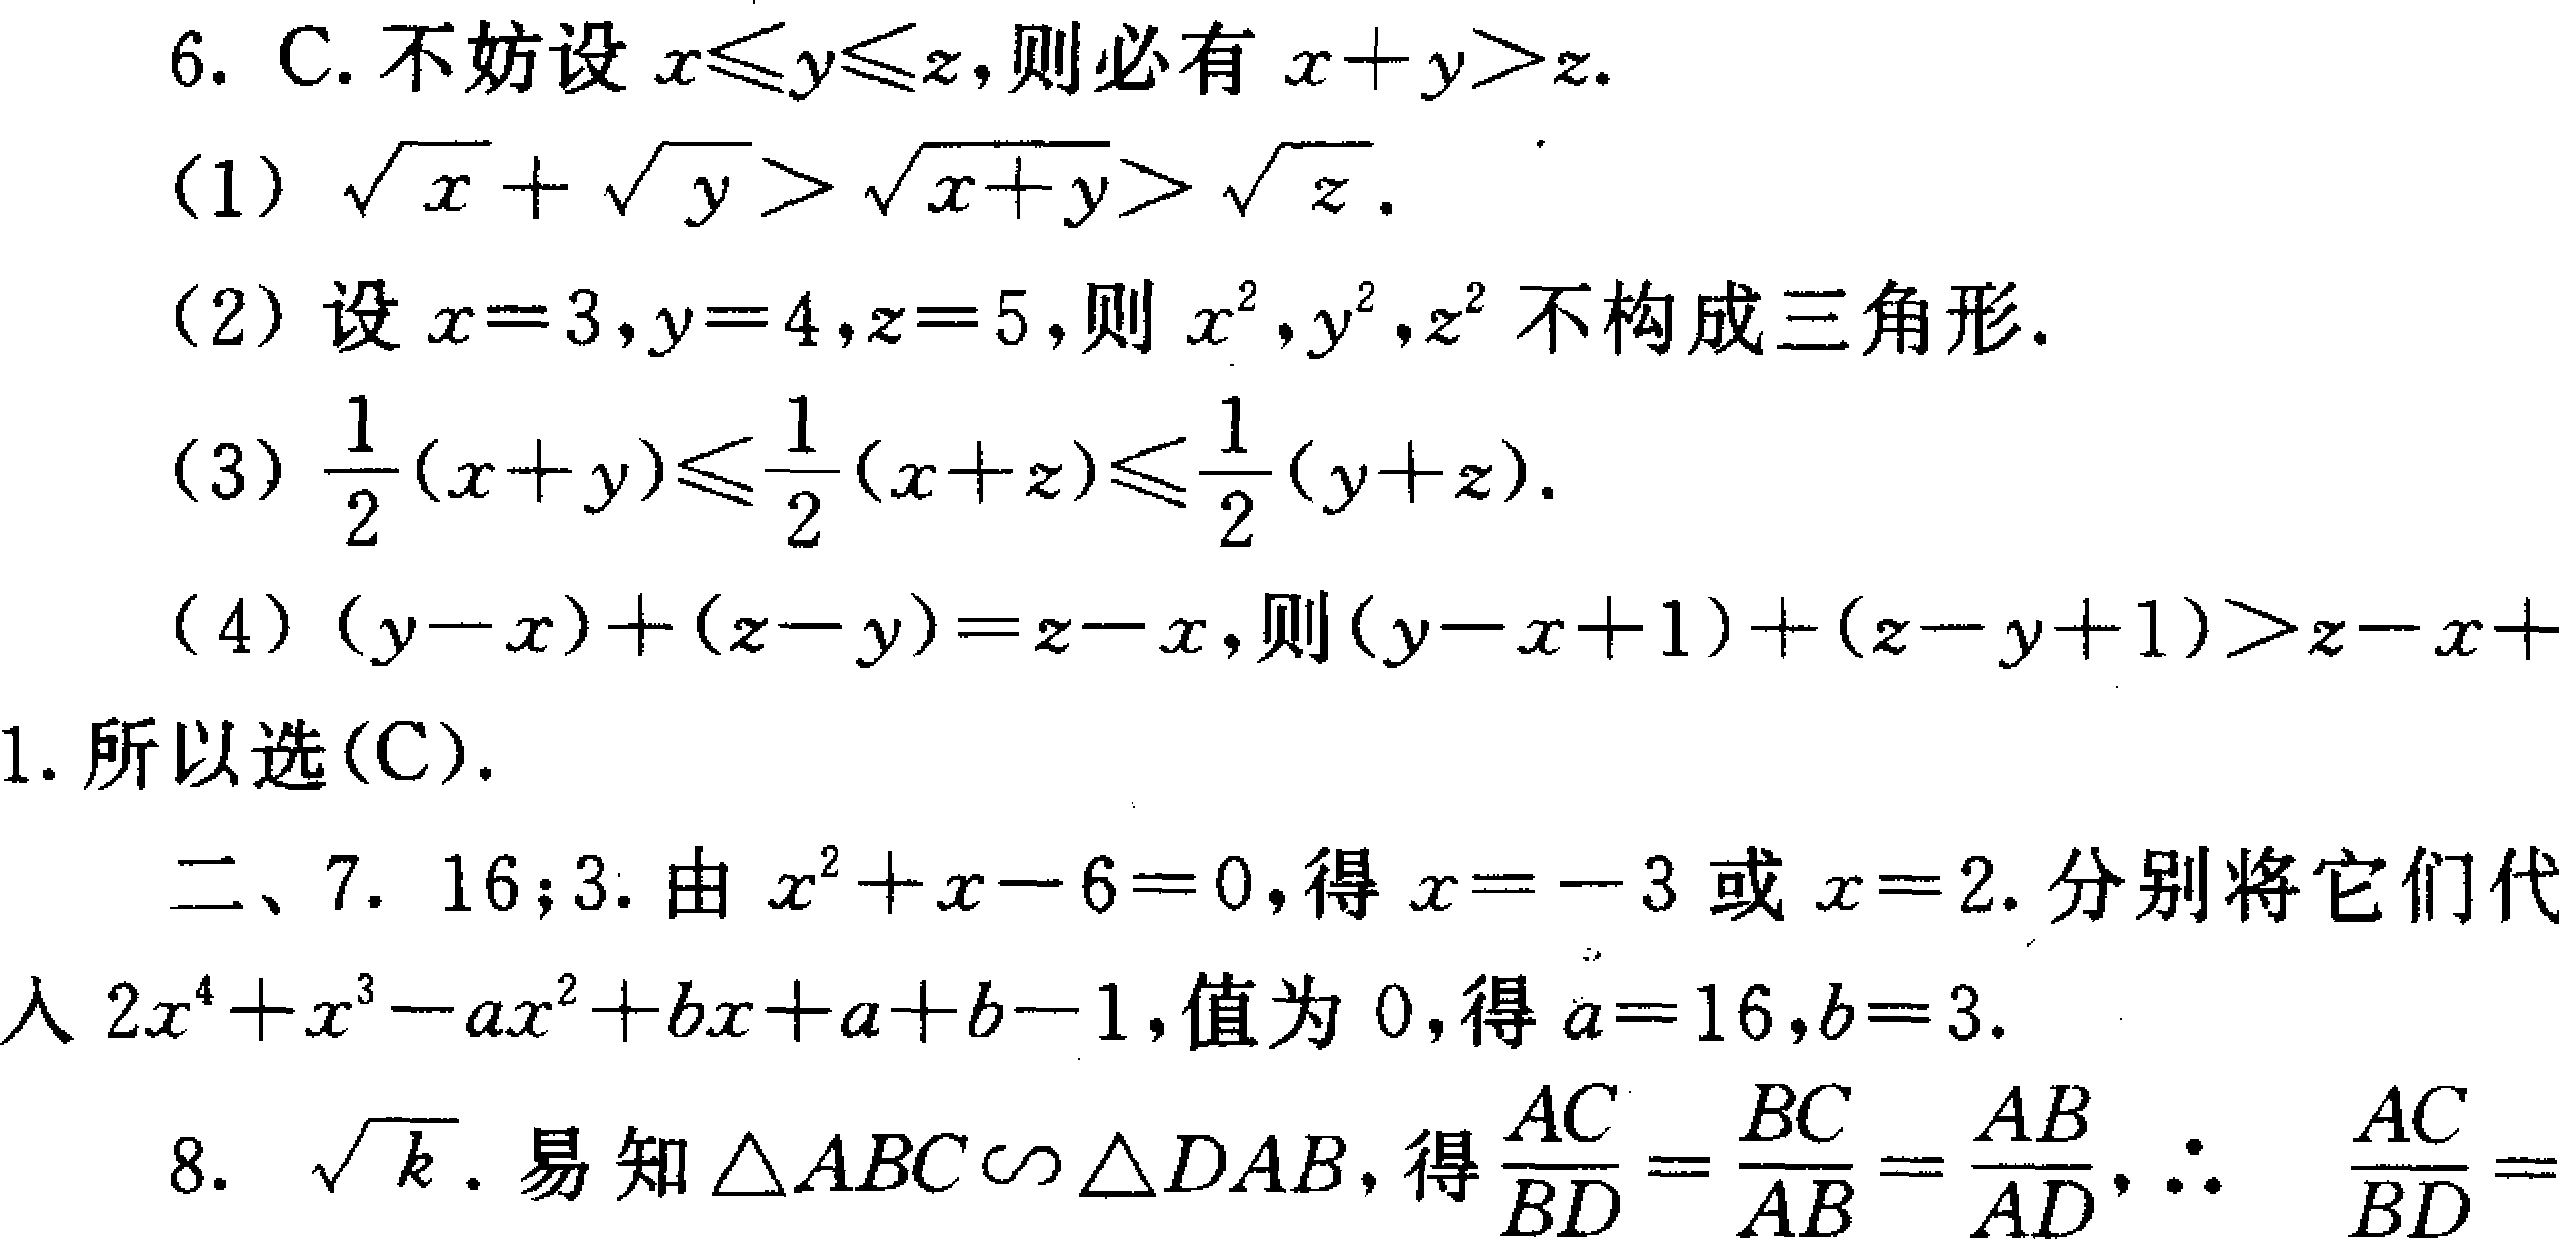 6. C. 不妨设 x≤y≤z,则必有 x+y>z.
(1) √x + √y > √(x+y) > √z .
(2) 设 x=3,y=4,z=5,则 x²,y²,z² 不构成三角形.
(3) 1/2(x+y)≤1/2(x+z)≤1/2(y+z).
(4) (y-x)+(z-y)=z-x,则(y-x+1)+(z-y+1)>z-x+
1. 所以选(C).
二、7. 16;3. 由 x²+x-6=0,得 x=-3 或 x=2. 分别将它们代
入 2x⁴+x³-ax²+bx+a+b-1,值为 0,得 a=16,b=3.
8. √k . 易知△ABC∽△DAB, 得 AC/BD = BC/AB = AB/AD, ∴ AC/BD =